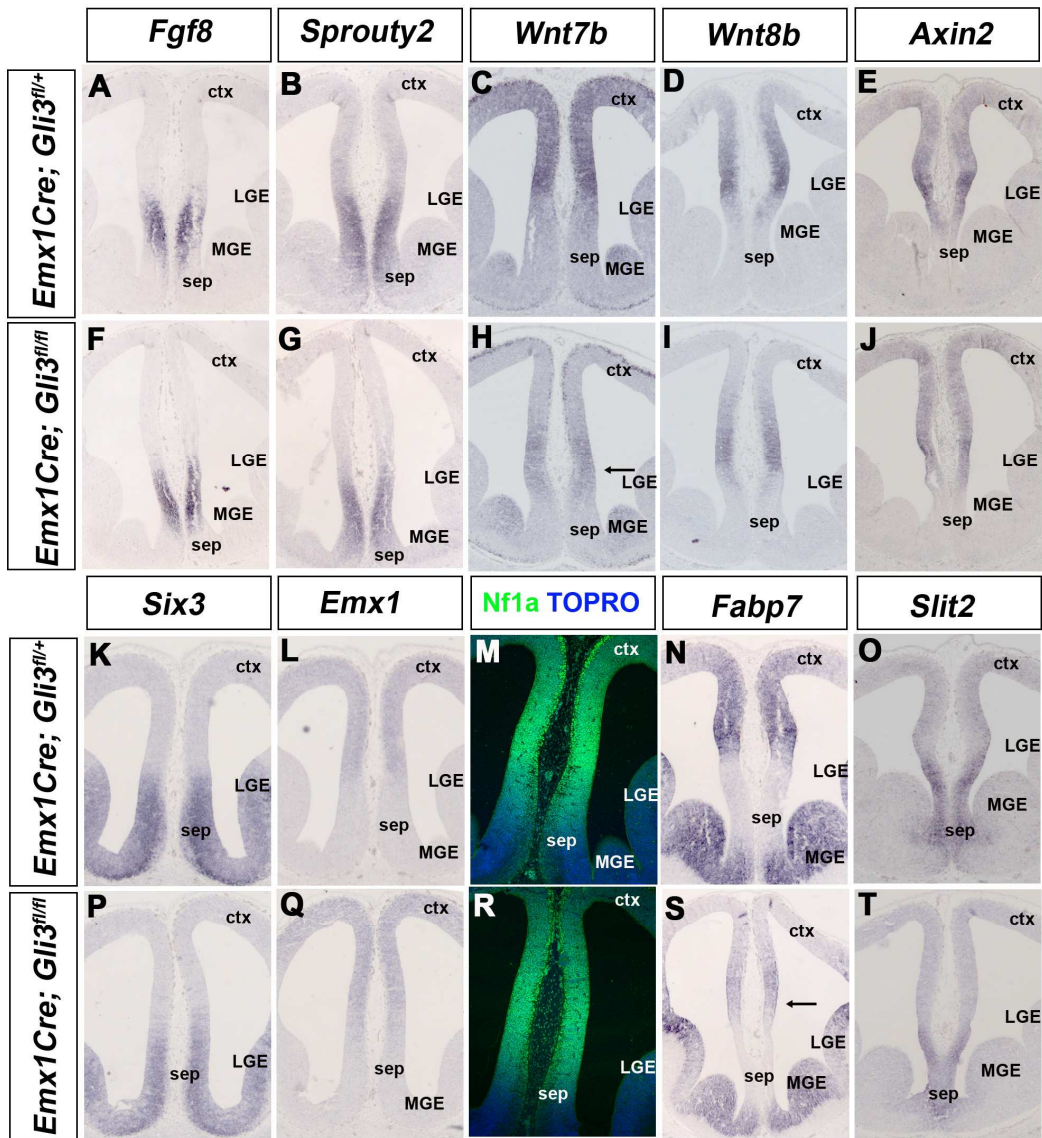 Fgf8 Sprouty2 Wnt7b Wnt8b Axin2
Emx1Cre; Gli3fl/+
A ctx LGE MGE sep
B ctx LGE MGE sep
C ctx LGE sep MGE
D ctx LGE MGE sep
E ctx LGE MGE sep
Emx1Cre; Gli3fl/fl
F ctx LGE MGE sep
G ctx LGE MGE sep
H ctx LGE sep MGE
I ctx LGE sep
J ctx LGE MGE sep
Six3 Emx1 Nf1a TOPRO Fabp7 Slit2
Emx1Cre; Gli3fl/+
K ctx LGE sep
L ctx LGE sep MGE
M ctx LGE sep MGE
N ctx LGE sep MGE
O ctx LGE MGE sep
Emx1Cre; Gli3fl/fl
P ctx LGE sep
Q ctx LGE sep MGE
R ctx LGE sep
S ctx LGE sep MGE
T ctx LGE MGE sep